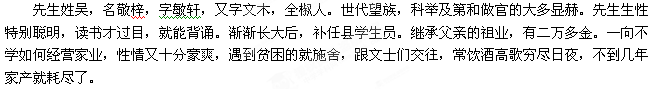 先生姓吴，名敬梓，字敏轩，又字文木，全椒人。世代望族，科举及第和做官的大多显赫。先生生性
特别聪明，读书才过目，就能背诵。渐渐长大后，补任县学生员。继承父亲的祖业，有二万多金。一向不
学如何经营家业，性情又十分豪爽，遇到贫困的就施舍，跟文士们交往，常饮酒高歌穷尽日夜，不到几年
家产就耗尽了。